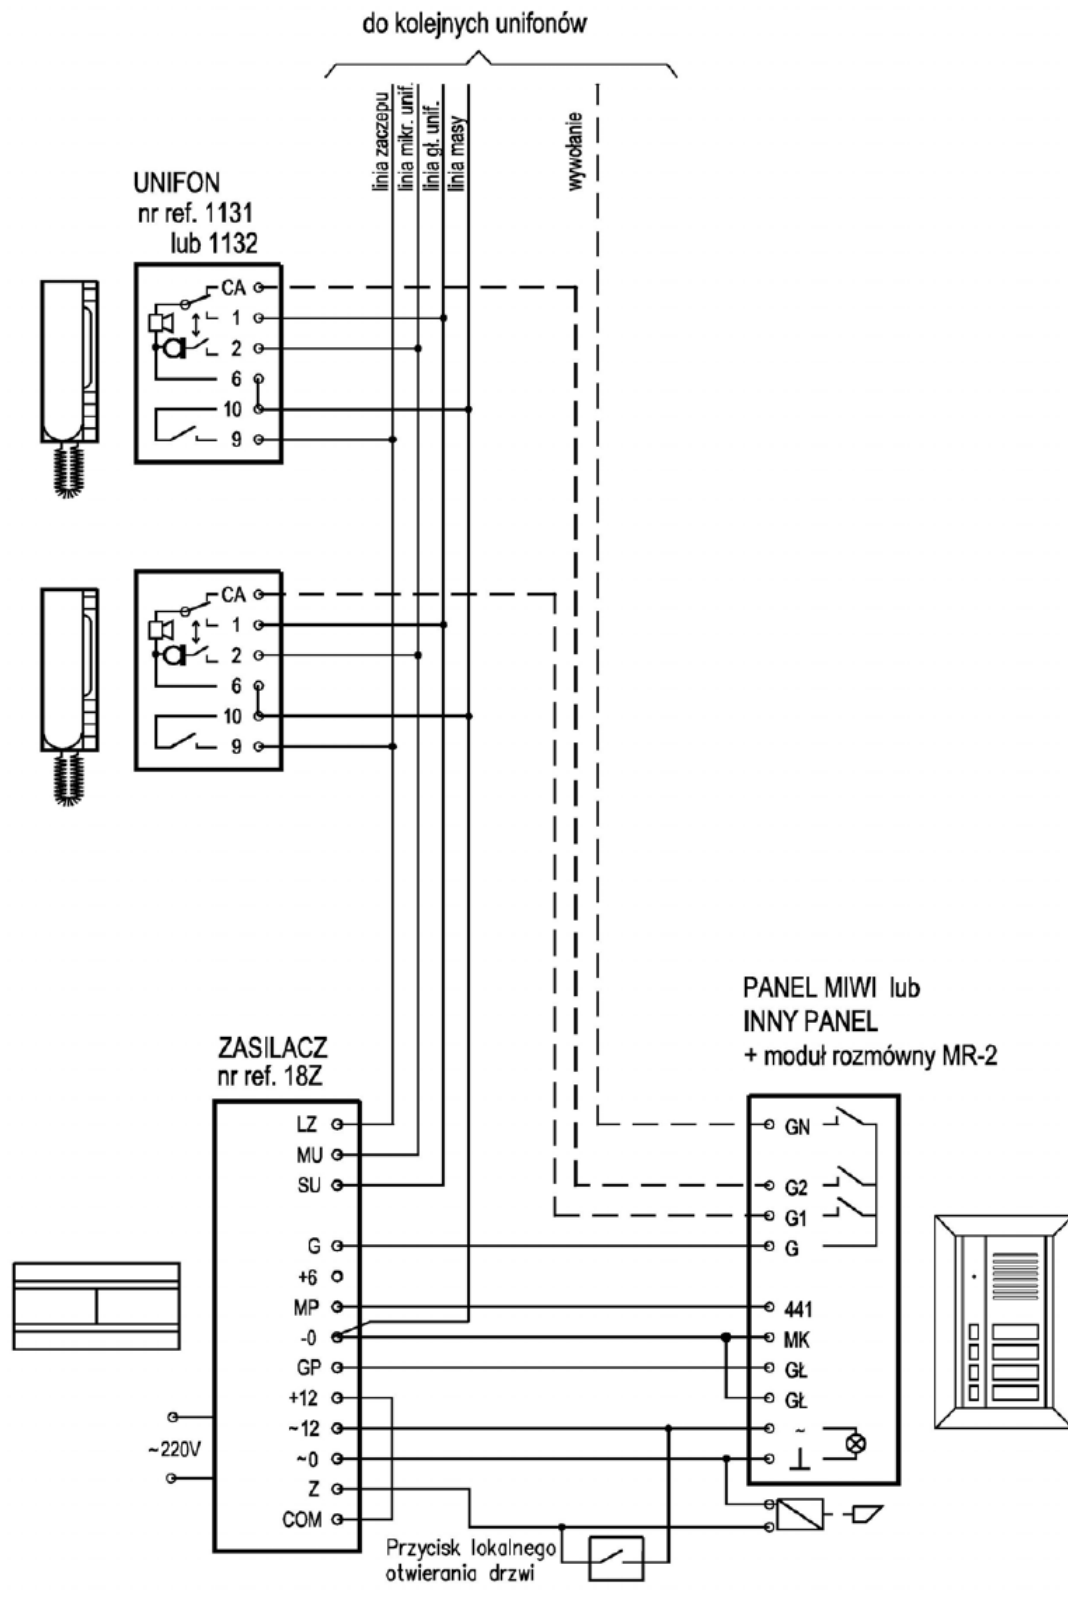 do kolejnych unifonów
linia zaczepu
linia mikr. unif.
linia gł. unif.
linia masy
wywołanie
UNIFON
nr ref. 1131
lub 1132
CA
1
2
6
10
9
CA
1
2
6
10
9
ZASILACZ
nr ref. 18Z
LZ
MU
SU
G
+6
MP
-0
GP
+12
~12
~0
Z
COM
~220V
PANEL MIWI lub
INNY PANEL
+ moduł rozmówny MR-2
GN
G2
G1
G
441
MK
GŁ
GŁ
~
Przycisk lokalnego
otwierania drzwi